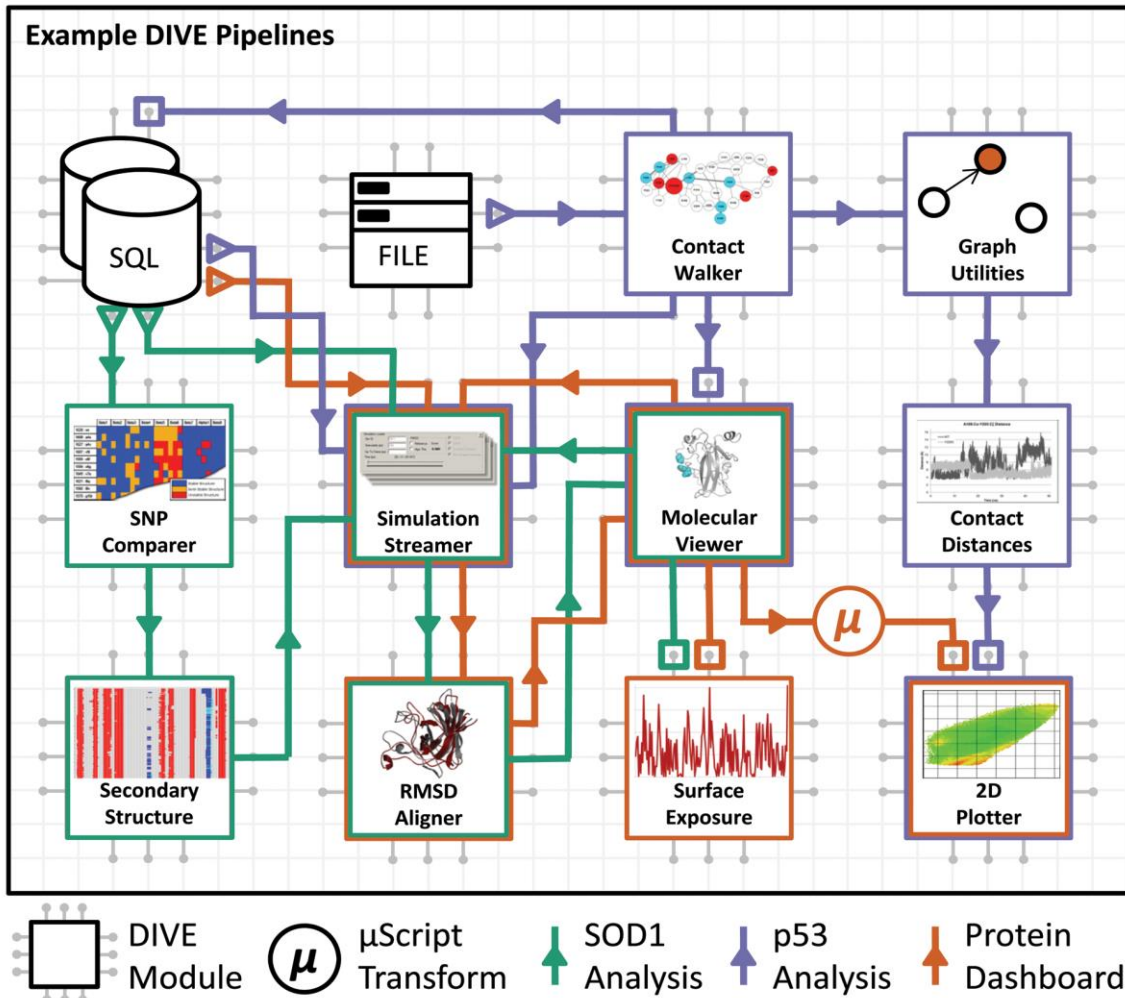 Example DIVE Pipelines
SQL
FILE
Contact
Walker
Graph
Utilities
SNP
Comparer
Simulation
Streamer
Molecular
Viewer
Contact
Distances
μ
Secondary
Structure
RMSD
Aligner
Surface
Exposure
2D
Plotter
DIVE
Module
μ
μScript
Transform
SOD1
Analysis
p53
Analysis
Protein
Dashboard